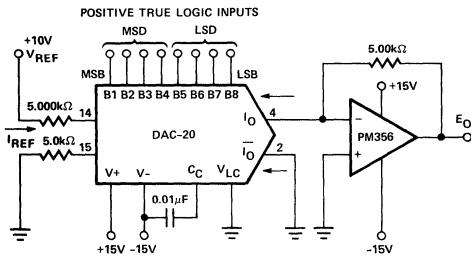 POSITIVE TRUE LOGIC INPUTS
MSD LSD
+10V
VREF
MSB B1 B2 B3 B4 B5 B6 B7 B8 LSB
5.000kΩ
14
IREF
5.0kΩ
15
DAC-20
IO
4
IO
2
V+ V- CC VLC
0.01μF
+15V -15V
5.00kΩ
+15V
-
+
PM356
EO
-15V